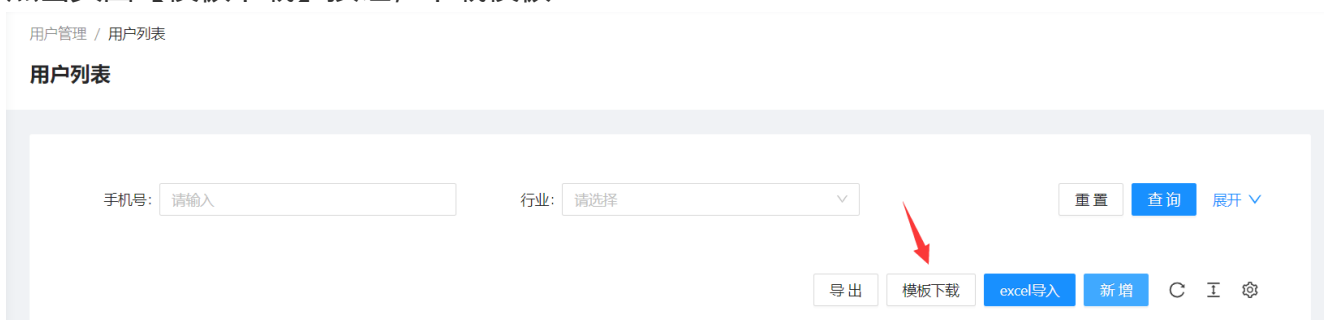 用户管理 / 用户列表
用户列表
手机号: 请输入 行业: 请选择 重置 查询 展开
导出 模板下载 excel导入 新增